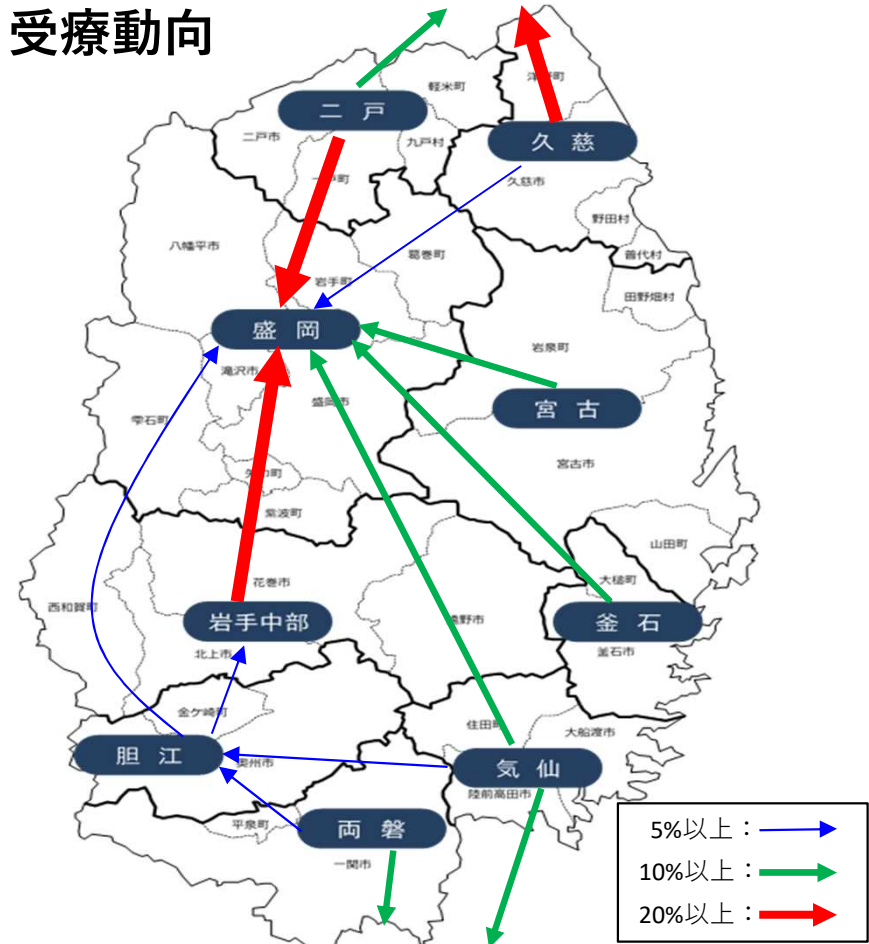 受療動向
軽米町
二 戸
二戸市
九戸村
久 慈
久慈市
野田村
普代村
八幡平市
葛巻町
岩手町
田野畑村
盛 岡
岩泉町
滝沢市
盛岡市
雫石町
宮 古
宮古市
紫波町
山田町
花巻市
大槌町
西和賀町
岩手中部
遠野市
釜 石
北上市
釜石市
金ケ崎町
住田町
大船渡市
胆 江
奥州市
気 仙
陸前高田市
平泉町
両 磐
一関市
5%以上：
10%以上：
20%以上：